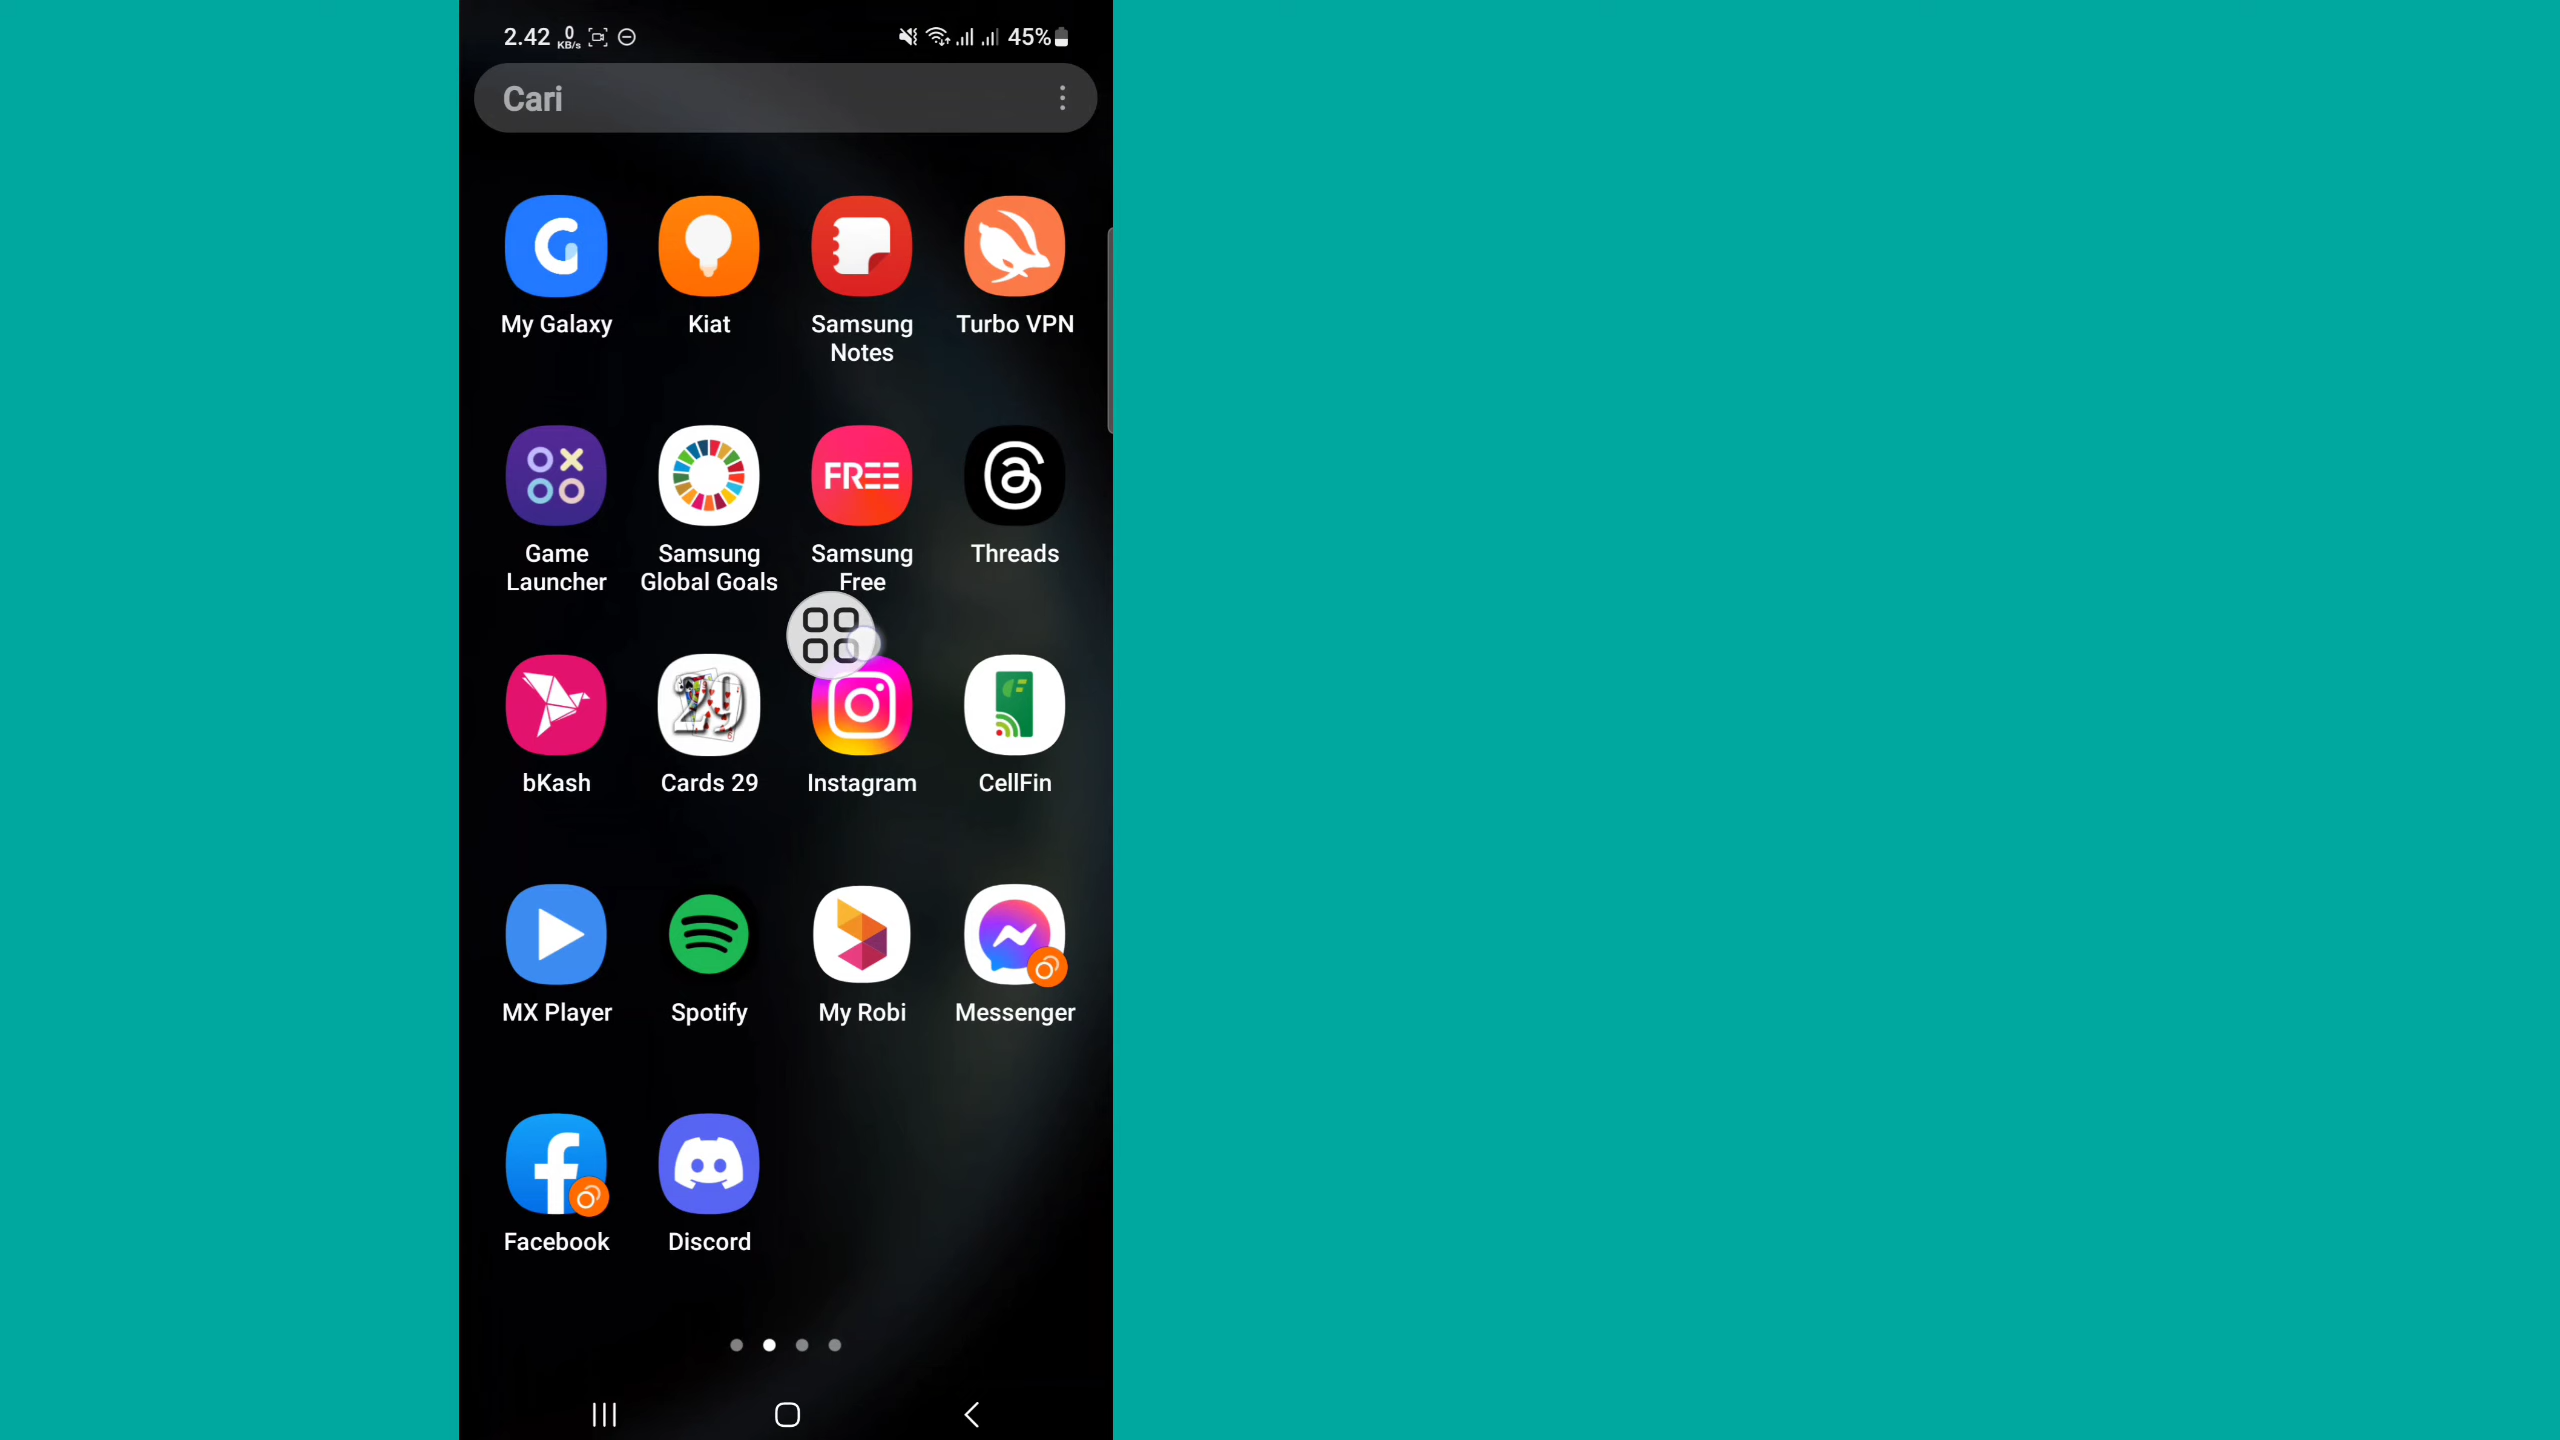 2.42 0 KB/s 45%
Cari
My Galaxy Kiat Samsung Notes Turbo VPN
FREE
Game Launcher Samsung Global Goals Samsung Free Threads
29
bKash Cards 29 Instagram CellFin
MX Player Spotify My Robi Messenger
Facebook Discord